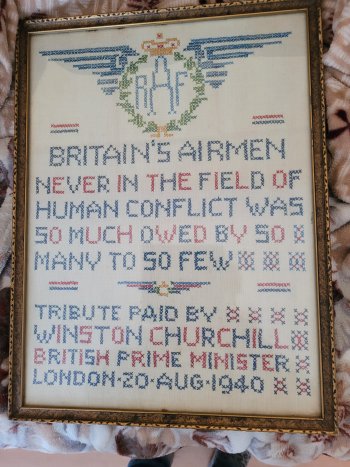 RAF
BRITAIN'S AIRMEN
NEVER IN THE FIELD OF
HUMAN CONFLICT WAS
SO MUCH OWED BY SO
MANY TO SO FEW
TRIBUTE PAID BY
WINSTON CHURCHILL
BRITISH PRIME MINISTER
LONDON·20·AUG·1940